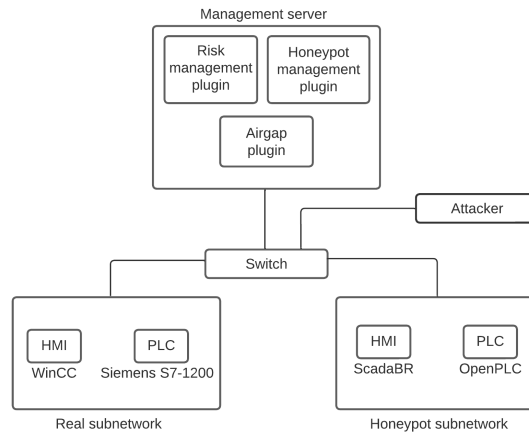 Management server
Risk
management
plugin
Honeypot
management
plugin
Airgap
plugin
Attacker
Switch
HMI
WinCC
PLC
Siemens S7-1200
Real subnetwork
HMI
ScadaBR
PLC
OpenPLC
Honeypot subnetwork